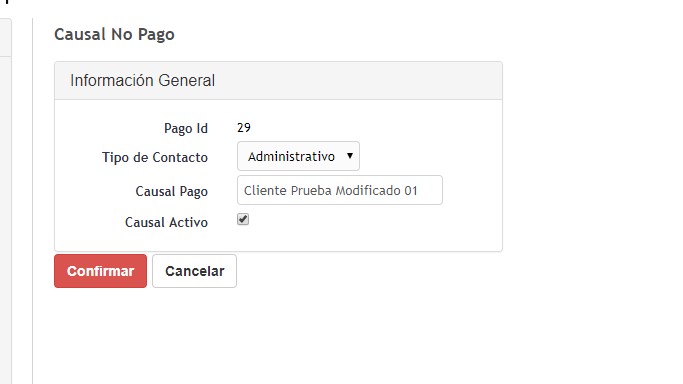 Causal No Pago
Información General
Pago Id 29
Tipo de Contacto Administrativo
Causal Pago Cliente Prueba Modificado 01
Causal Activo
Confirmar Cancelar